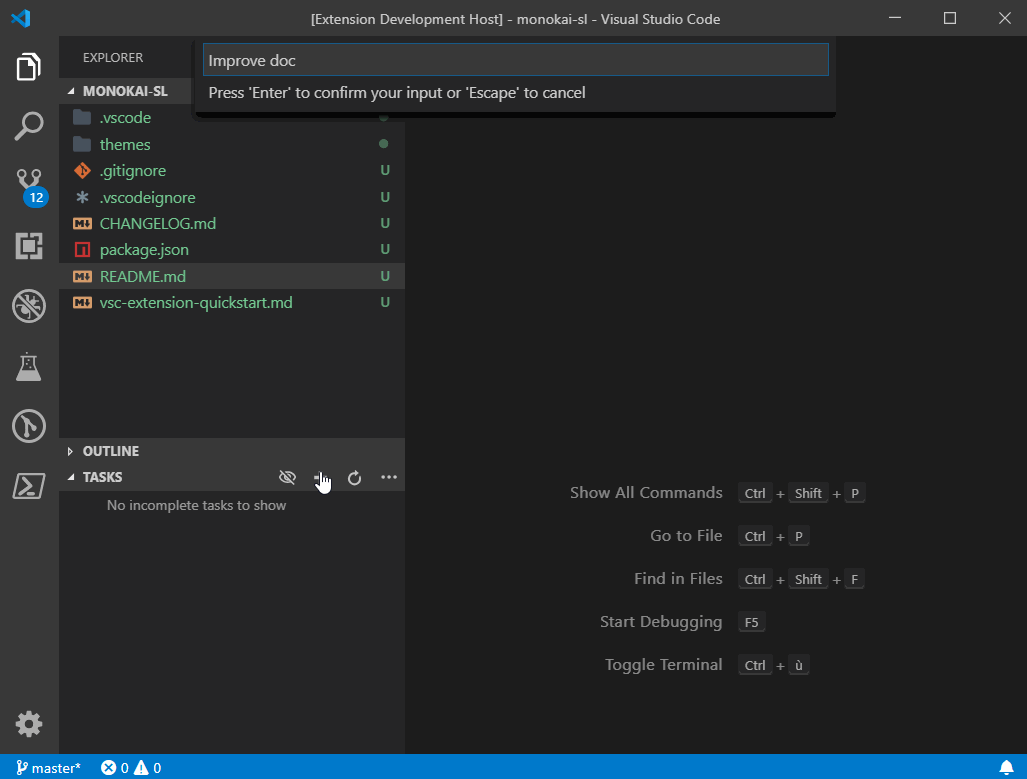 [Extension Development Host] - monokai-sl - Visual Studio Code
EXPLORER
Improve doc
Press 'Enter' to confirm your input or 'Escape' to cancel
MONOKAI-SL
.vscode
themes
.gitignore U
.vscodeignore U
CHANGELOG.md U
package.json U
README.md U
vsc-extension-quickstart.md U
12
OUTLINE
TASKS
No incomplete tasks to show
Show All Commands Ctrl + Shift + P
Go to File Ctrl + P
Find in Files Ctrl + Shift + F
Start Debugging F5
Toggle Terminal Ctrl + ù
master* 0 0